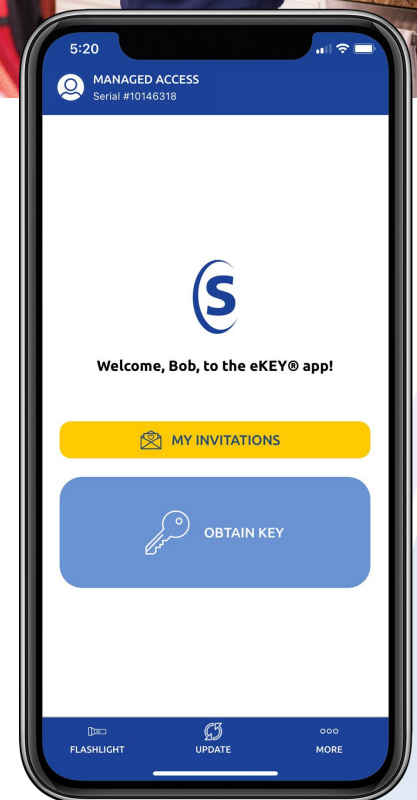 5:20
MANAGED ACCESS
Serial #10146318
S
Welcome, Bob, to the eKEY® app!
MY INVITATIONS
OBTAIN KEY
FLASHLIGHT UPDATE MORE